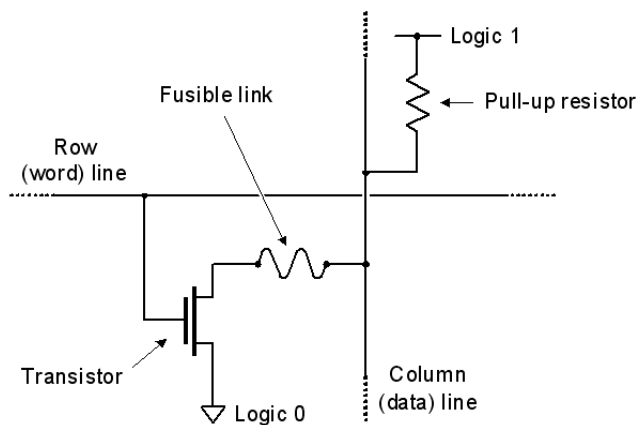 Logic 1
Fusible link
Pull-up resistor
Row
(word) line
Transistor
Logic 0
Column
(data) line